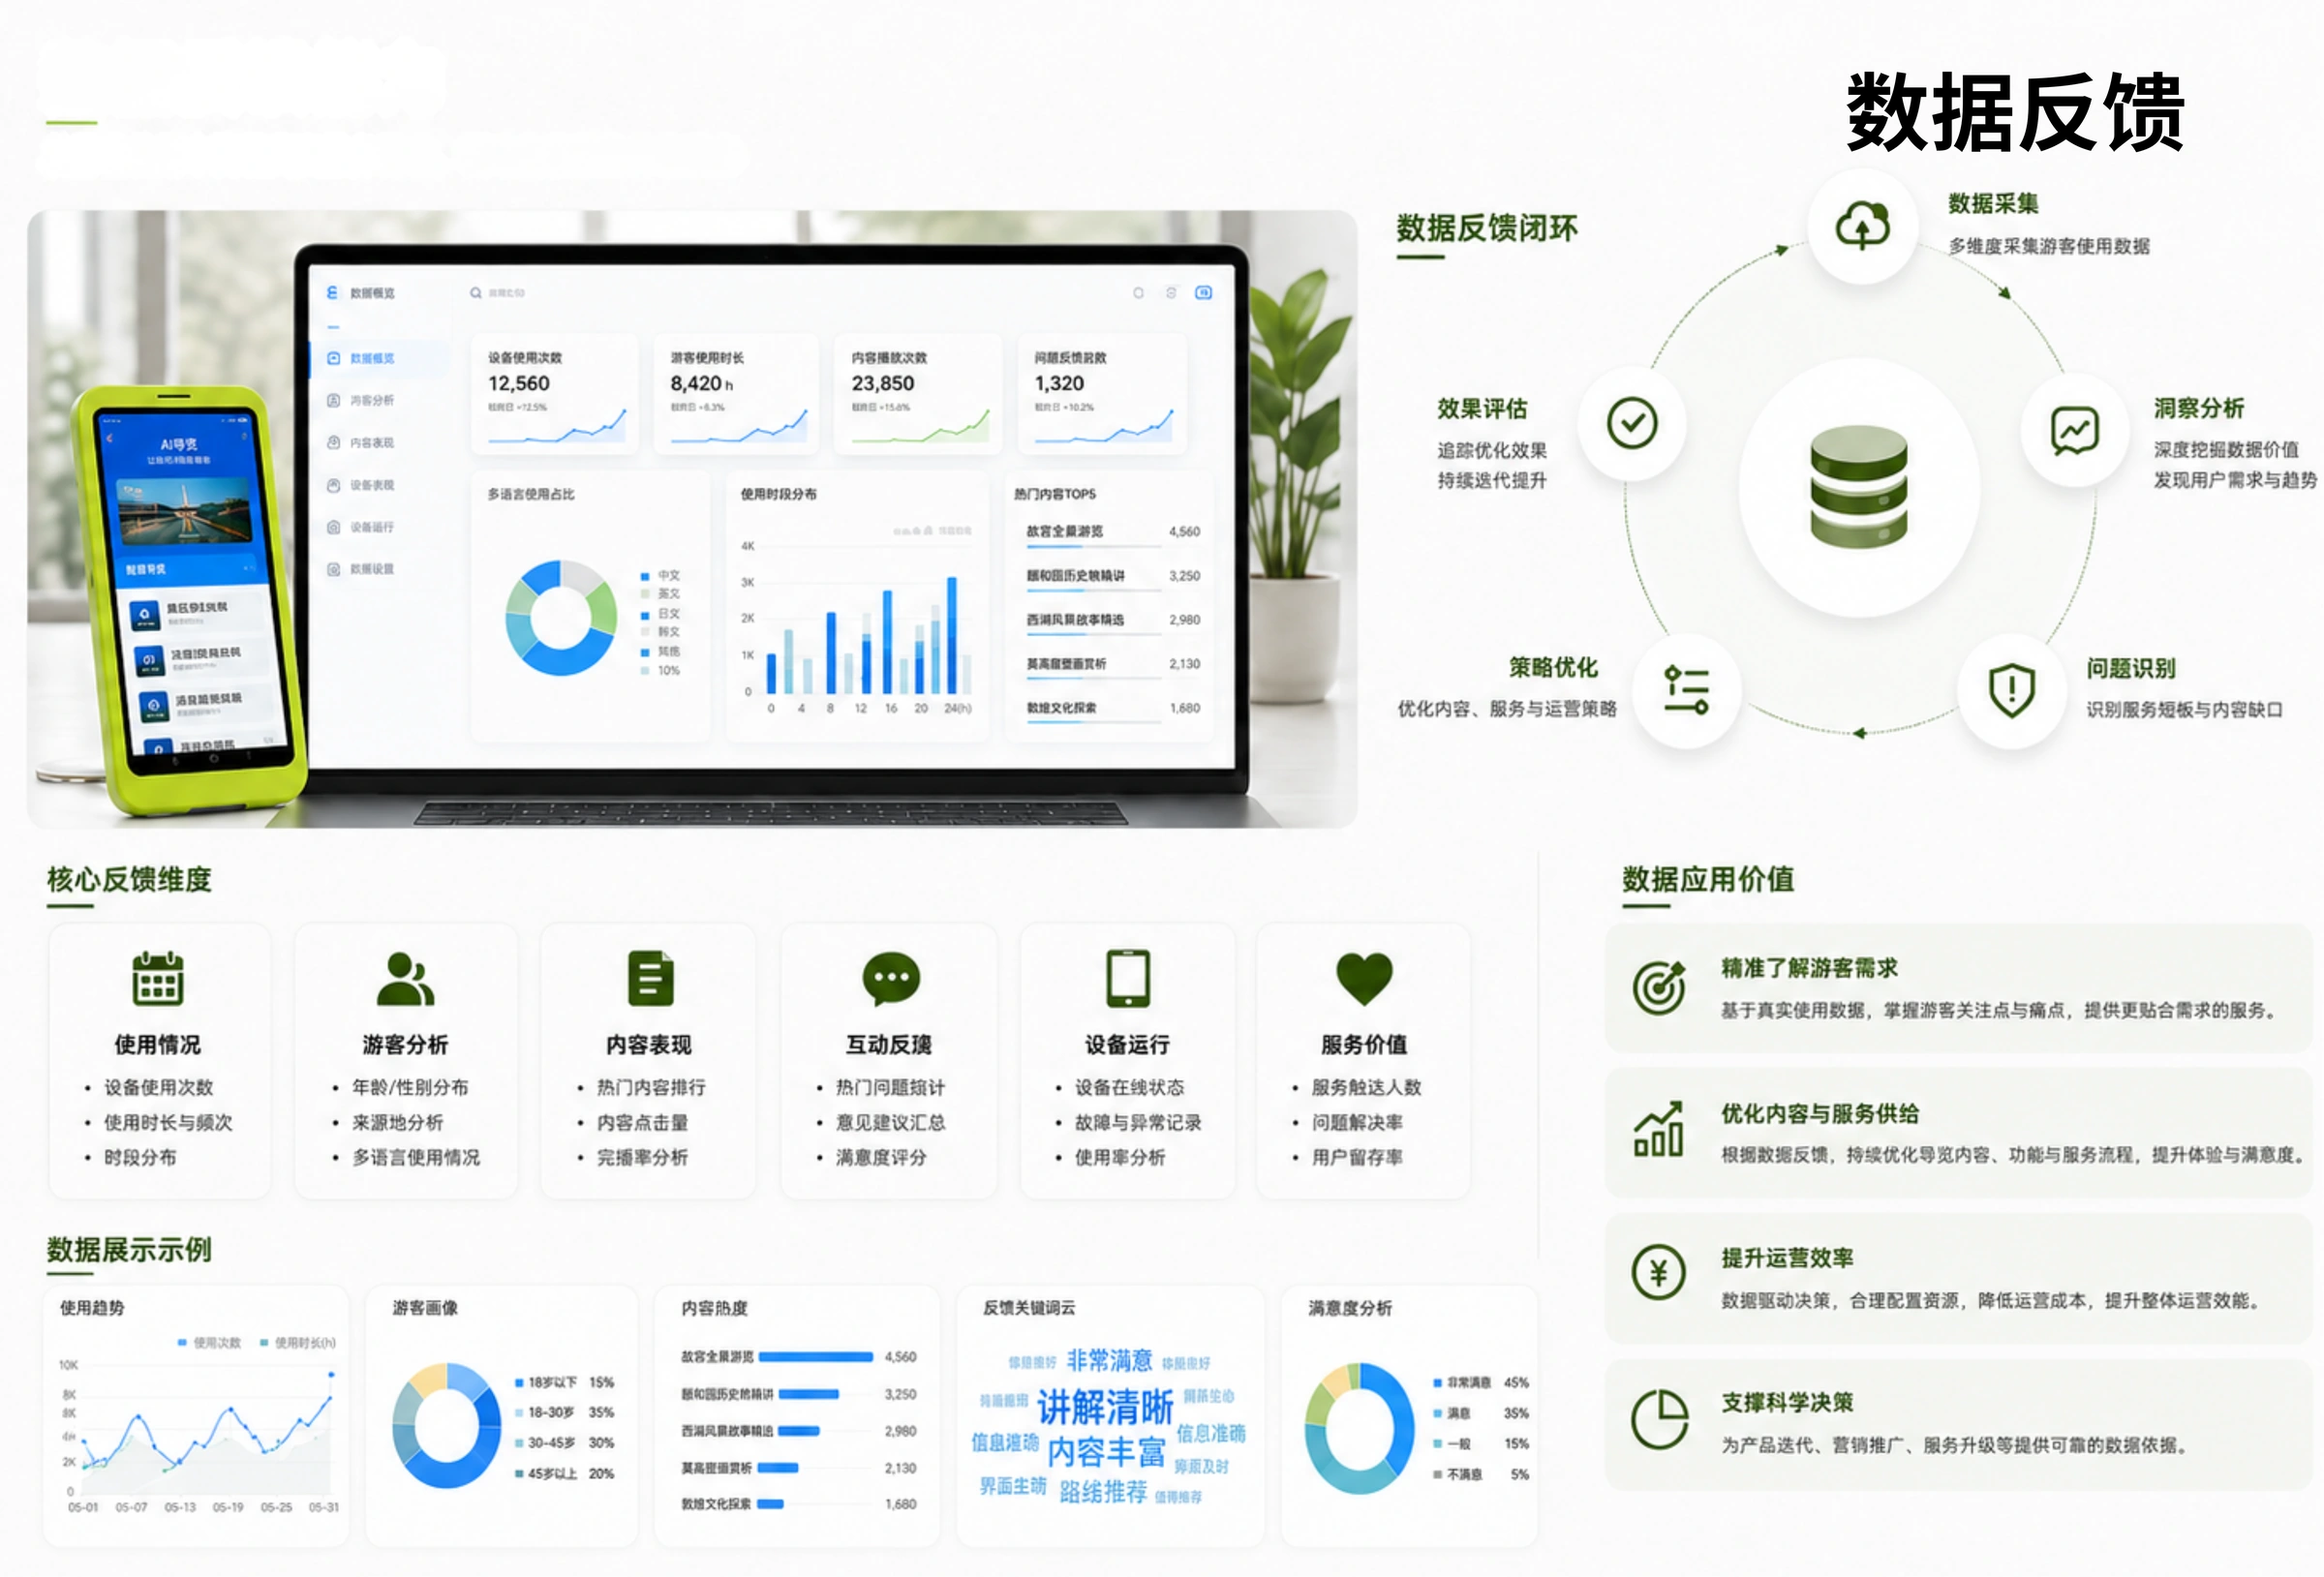 数据反馈
数据概览
数据概览
内容分析
内容表现
设备表现
设备运行
数据设置
设备使用次数
12,560
游客使用时长
8,420 h
内容播放次数
23,850
1,320
多语言使用占比
中文
英文
日文
韩文
其他
10%
使用时段分布
4K
3K
2K
1K
0
0 4 8 12 16 20 24(h)
热门内容TOP5
4,560
3,250
2,980
2,130
1,680
AI导览
数据反馈闭环
数据采集
多维度采集游客使用数据
洞察分析
深度挖掘数据价值
发现用户需求与趋势
问题识别
识别服务短板与内容缺口
策略优化
优化内容、服务与运营策略
效果评估
追踪优化效果
持续迭代提升
核心反馈维度
使用情况
• 设备使用次数
• 使用时长与频次
• 时段分布
游客分析
• 年龄/性别分布
• 来源地分析
• 多语言使用情况
内容表现
• 热门内容排行
• 内容点击量
• 完播率分析
互动反馈
• 热门问题统计
• 意见建议汇总
• 满意度评分
设备运行
• 设备在线状态
• 故障与异常记录
• 使用率分析
服务价值
• 服务触达人数
• 问题解决率
• 用户留存率
数据应用价值
精准了解游客需求
基于真实使用数据，掌握游客关注点与痛点，提供更贴合需求的服务。
优化内容与服务供给
根据数据反馈，持续优化导览内容、功能与服务流程，提升体验与满意度。
提升运营效率
数据驱动决策，合理配置资源，降低运营成本，提升整体运营效能。
支撑科学决策
为产品迭代、营销推广、服务升级等提供可靠的数据依据。
数据展示示例
使用趋势
使用次数 使用时长(h)
10K
8K
8K
2K
0
05-01 05-07 05-13 05-19 05-25 05-31
游客画像
18岁以下 15%
18-30岁 35%
30-45岁 30%
45岁以上 20%
内容热度
4,560
3,250
2,980
2,130
1,680
反馈关键词云
非常满意
讲解清晰
信息准确
内容丰富
路线推荐
满意度分析
非常满意 45%
满意 35%
一般 15%
不满意 5%